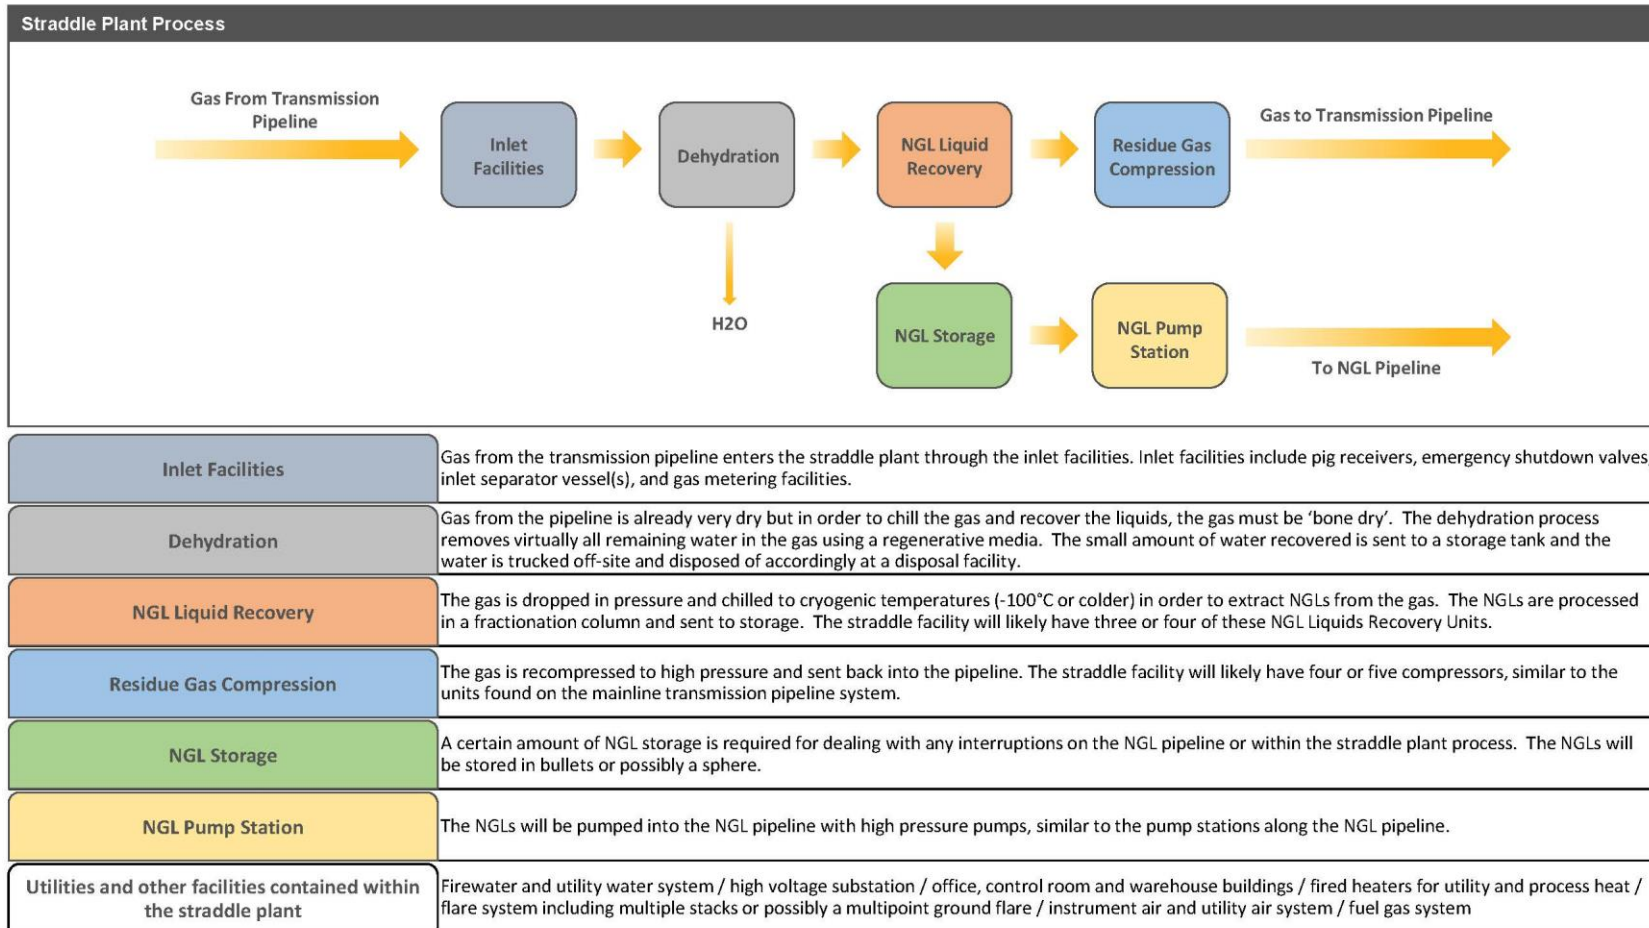 Straddle Plant Process
Gas From Transmission
Pipeline
Inlet
Facilities
Dehydration
NGL Liquid
Recovery
Residue Gas
Compression
Gas to Transmission Pipeline
H2O
NGL Storage
NGL Pump
Station
To NGL Pipeline
Inlet Facilities
Gas from the transmission pipeline enters the straddle plant through the inlet facilities. Inlet facilities include pig receivers, emergency shutdown valves,
inlet separator vessel(s), and gas metering facilities.
Dehydration
Gas from the pipeline is already very dry but in order to chill the gas and recover the liquids, the gas must be ‘bone dry’. The dehydration process
removes virtually all remaining water in the gas using a regenerative media. The small amount of water recovered is sent to a storage tank and the
water is trucked off-site and disposed of accordingly at a disposal facility.
NGL Liquid Recovery
The gas is dropped in pressure and chilled to cryogenic temperatures (-100°C or colder) in order to extract NGLs from the gas. The NGLs are processed
in a fractionation column and sent to storage. The straddle facility will likely have three or four of these NGL Liquids Recovery Units.
Residue Gas Compression
The gas is recompressed to high pressure and sent back into the pipeline. The straddle facility will likely have four or five compressors, similar to the
units found on the mainline transmission pipeline system.
NGL Storage
A certain amount of NGL storage is required for dealing with any interruptions on the NGL pipeline or within the straddle plant process. The NGLs will
be stored in bullets or possibly a sphere.
NGL Pump Station
The NGLs will be pumped into the NGL pipeline with high pressure pumps, similar to the pump stations along the NGL pipeline.
Utilities and other facilities contained within
the straddle plant
Firewater and utility water system / high voltage substation / office, control room and warehouse buildings / fired heaters for utility and process heat /
flare system including multiple stacks or possibly a multipoint ground flare / instrument air and utility air system / fuel gas system